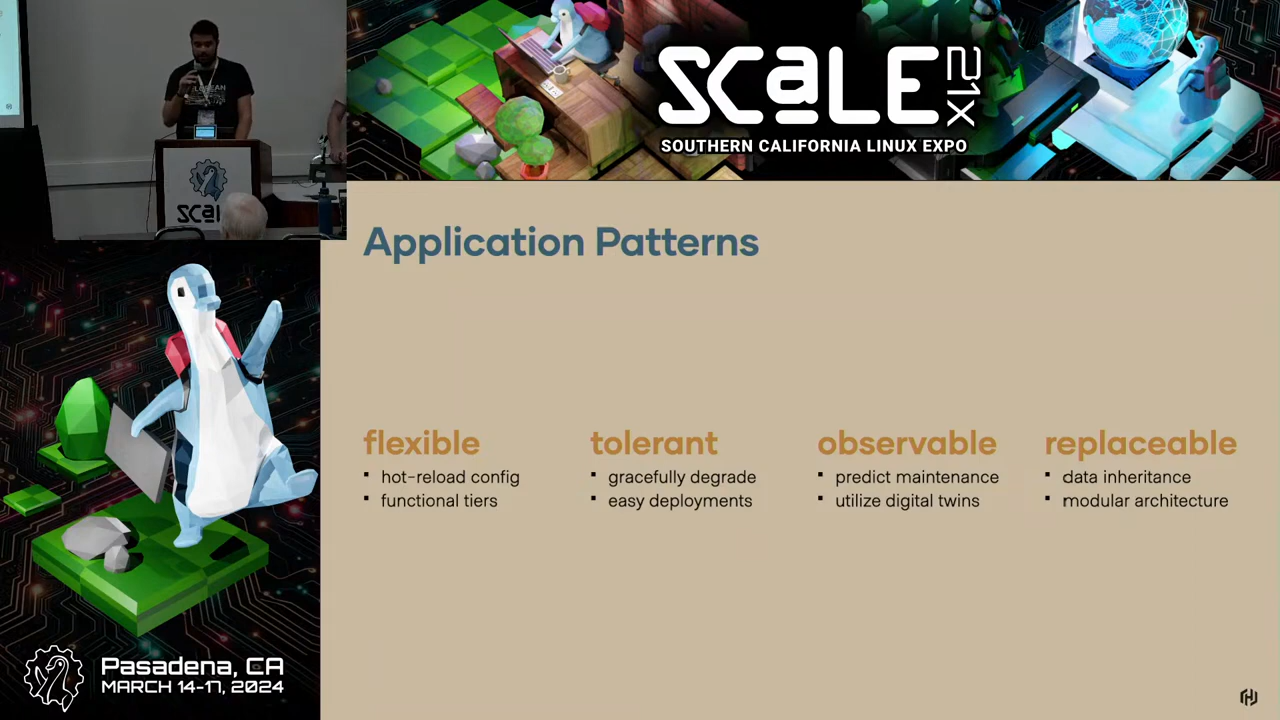 SCaLE 21X
SOUTHERN CALIFORNIA LINUX EXPO
SCaL
Application Patterns
flexible
▪ hot-reload config
▪ functional tiers
tolerant
▪ gracefully degrade
▪ easy deployments
observable
▪ predict maintenance
▪ utilize digital twins
replaceable
▪ data inheritance
▪ modular architecture
Pasadena, CA
MARCH 14-17, 2024